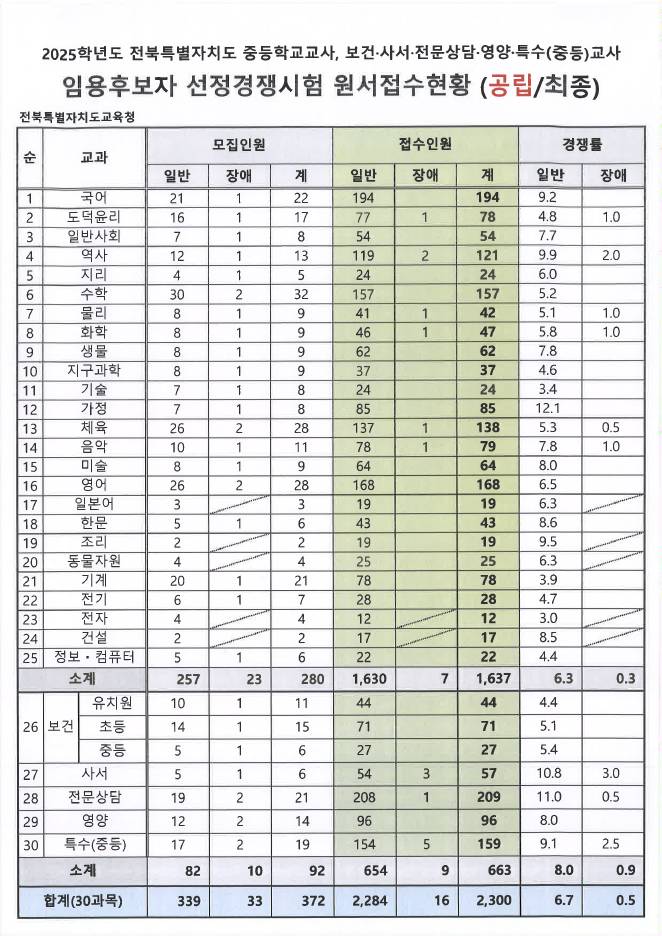 2025학년도 전북특별자치도 중등학교교사, 보건·사서·전문상담·영양·특수(중등)교사
임용후보자 선정경쟁시험 원서접수현황 (공립/최종)
전북특별자치도교육청
순 교과 모집인원 접수인원 경쟁률
일반 장애 계 일반 장애 계 일반 장애
1 국어 21 1 22 194 194 9.2
2 도덕윤리 16 1 17 77 1 78 4.8 1.0
3 일반사회 7 1 8 54 54 7.7
4 역사 12 1 13 119 2 121 9.9 2.0
5 지리 4 1 5 24 24 6.0
6 수학 30 2 32 157 157 5.2
7 물리 8 1 9 41 1 42 5.1 1.0
8 화학 8 1 9 46 1 47 5.8 1.0
9 생물 8 1 9 62 62 7.8
10 지구과학 8 1 9 37 37 4.6
11 기술 7 1 8 24 24 3.4
12 가정 7 1 8 85 85 12.1
13 체육 26 2 28 137 1 138 5.3 0.5
14 음악 10 1 11 78 1 79 7.8 1.0
15 미술 8 1 9 64 64 8.0
16 영어 26 2 28 168 168 6.5
17 일본어 3 3 19 19 6.3
18 한문 5 1 6 43 43 8.6
19 조리 2 2 19 19 9.5
20 동물자원 4 4 25 25 6.3
21 기계 20 1 21 78 78 3.9
22 전기 6 1 7 28 28 4.7
23 전자 4 4 12 12 3.0
24 건설 2 2 17 17 8.5
25 정보·컴퓨터 5 1 6 22 22 4.4
소계 257 23 280 1,630 7 1,637 6.3 0.3
26 보건 유치원 10 1 11 44 44 4.4
초등 14 1 15 71 71 5.1
중등 5 1 6 27 27 5.4
27 사서 5 1 6 54 3 57 10.8 3.0
28 전문상담 19 2 21 208 1 209 11.0 0.5
29 영양 12 2 14 96 96 8.0
30 특수(중등) 17 2 19 154 5 159 9.1 2.5
소계 82 10 92 654 9 663 8.0 0.9
합계(30과목) 339 33 372 2,284 16 2,300 6.7 0.5